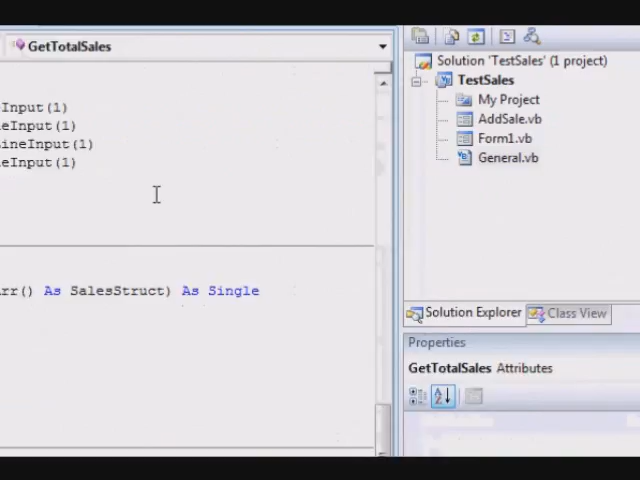 GetTotalSales
Input(1)
eInput(1)
ineInput(1)
eInput(1)
rr() As SalesStruct) As Single
Solution 'TestSales' (1 project)
TestSales
My Project
AddSale.vb
Form1.vb
General.vb
Solution Explorer
Class View
Properties
GetTotalSales Attributes